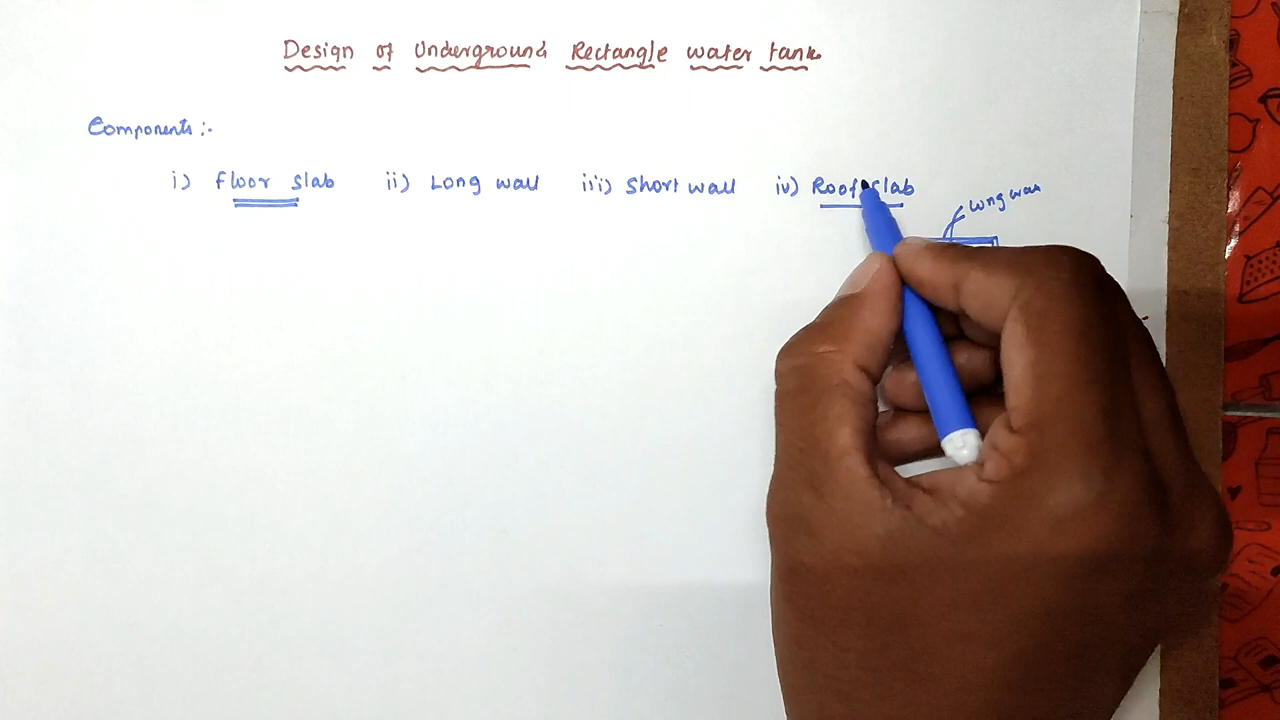 Design of Underground Rectangle water tank
Components :-
i) Floor slab ii) Long wall iii) Short wall iv) Roof slab
Long wall